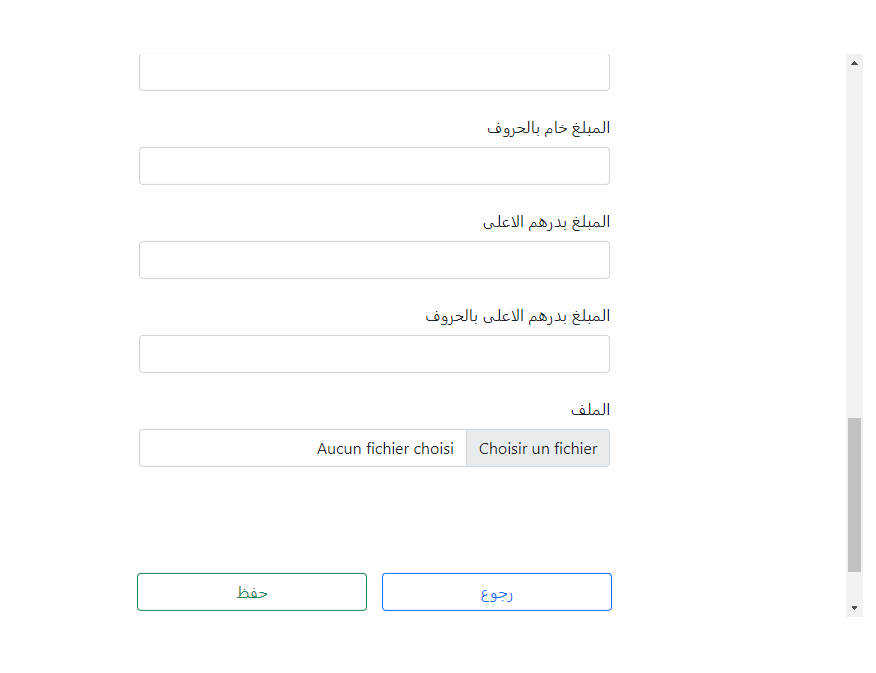 المبلغ خام بالحروف
المبلغ بدرهم الاعلى
المبلغ بدرهم الاعلى بالحروف
الملف
Choisir un fichier
Aucun fichier choisi
رجوع
حفظ